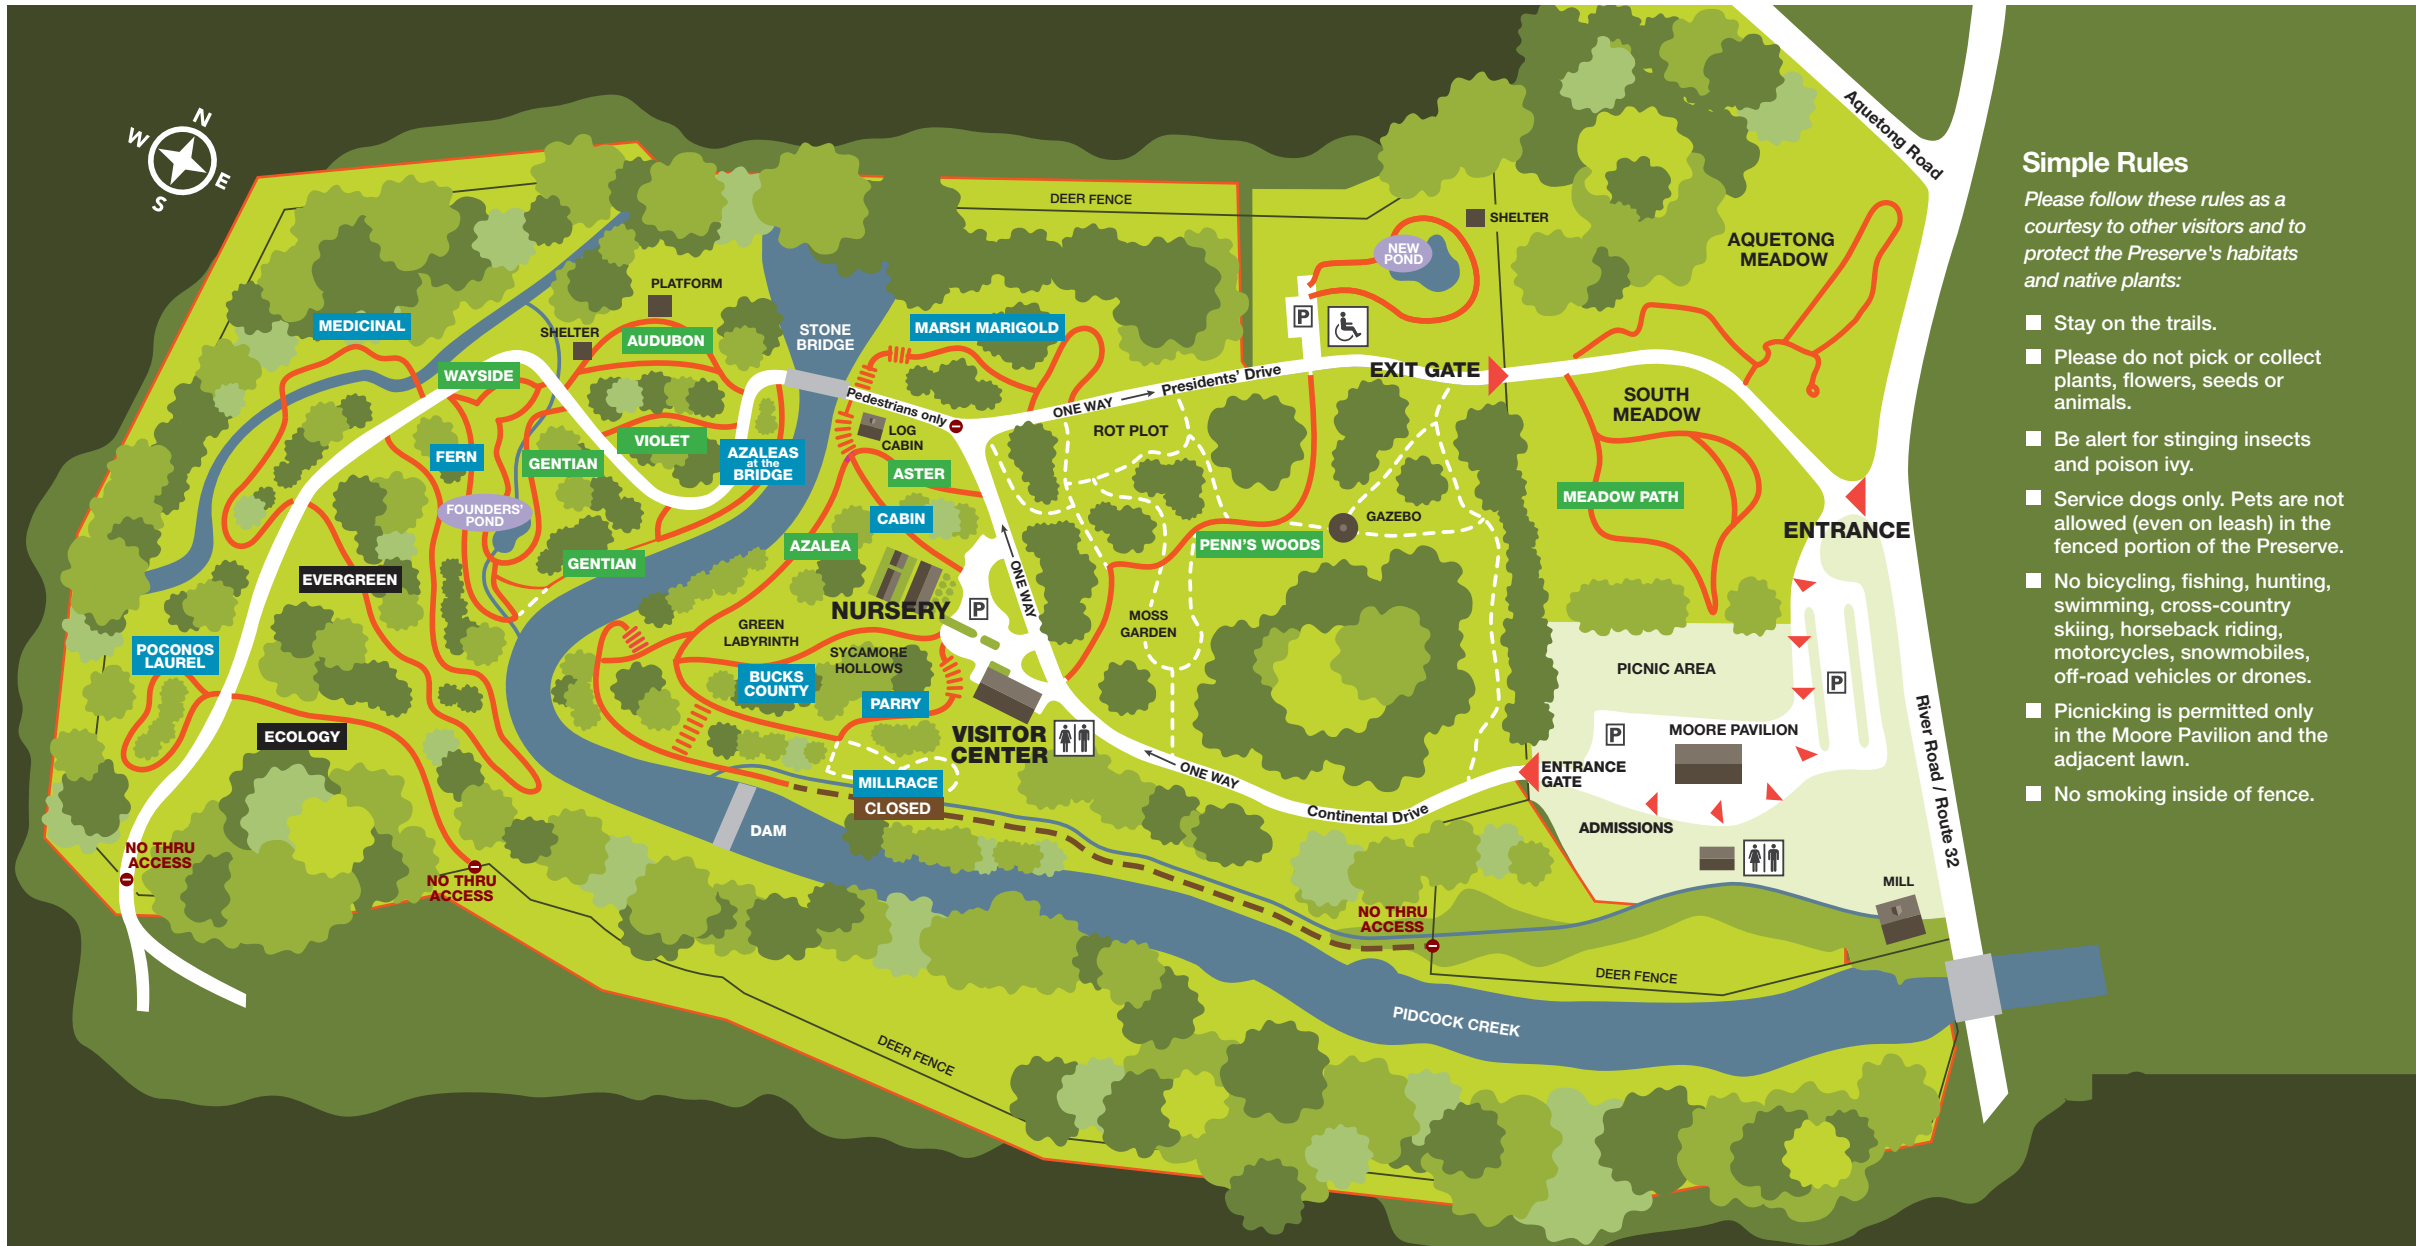 N
W
E
S
DEER FENCE
SHELTER
NEW
POND
AQUETONG
MEADOW
Aquetong Road
PLATFORM
MEDICINAL
SHELTER
AUDUBON
STONE
BRIDGE
MARSH MARIGOLD
P
WAYSIDE
EXIT GATE
Presidents' Drive
ONE WAY
Pedestrians only
SOUTH
MEADOW
LOG
CABIN
ROT PLOT
VIOLET
FERN
GENTIAN
AZALEAS
at the
BRIDGE
ASTER
MEADOW PATH
FOUNDERS'
POND
CABIN
GAZEBO
ENTRANCE
AZALEA
PENN'S WOODS
GENTIAN
EVERGREEN
ONE WAY
NURSERY
P
GREEN
LABYRINTH
MOSS
GARDEN
POCONOS
LAUREL
SYCAMORE
HOLLOWS
PICNIC AREA
P
BUCKS
COUNTY
PARRY
ECOLOGY
VISITOR
CENTER
P
MOORE PAVILION
River Road / Route 32
ONE WAY
ENTRANCE
GATE
MILLRACE
CLOSED
Continental Drive
DAM
ADMISSIONS
NO THRU
ACCESS
NO THRU
ACCESS
MILL
NO THRU
ACCESS
DEER FENCE
PIDCOCK CREEK
DEER FENCE
Simple Rules
Please follow these rules as a
courtesy to other visitors and to
protect the Preserve's habitats
and native plants:
Stay on the trails.
Please do not pick or collect
plants, flowers, seeds or
animals.
Be alert for stinging insects
and poison ivy.
Service dogs only. Pets are not
allowed (even on leash) in the
fenced portion of the Preserve.
No bicycling, fishing, hunting,
swimming, cross-country
skiing, horseback riding,
motorcycles, snowmobiles,
off-road vehicles or drones.
Picnicking is permitted only
in the Moore Pavilion and the
adjacent lawn.
No smoking inside of fence.